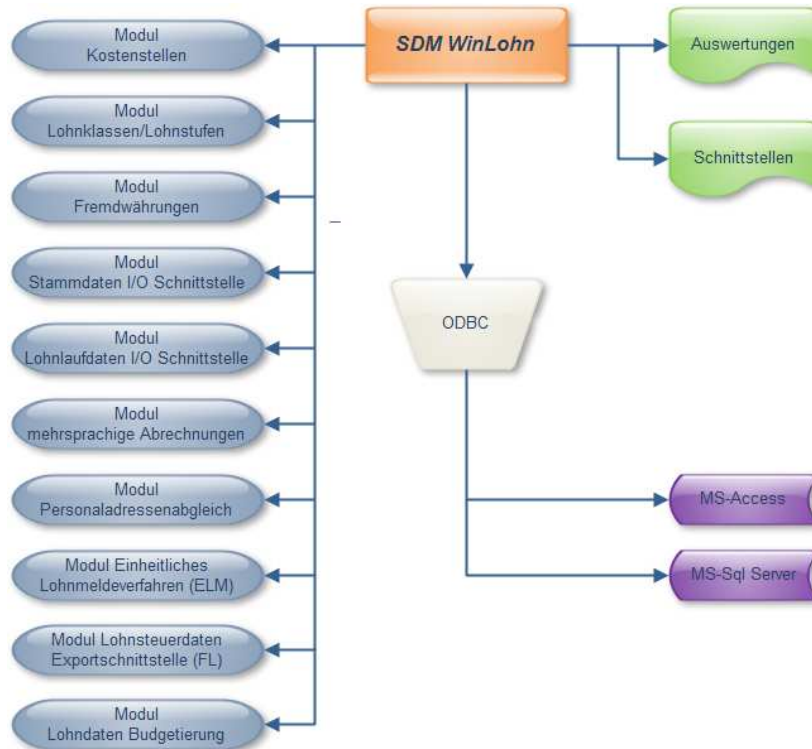 Modul
Kostenstellen
SDM WinLohn
Auswertungen
Modul
Lohnklassen/Lohnstufen
Schnittstellen
Modul
Fremdwährungen
Modul
Stammdaten I/O Schnittstelle
ODBC
Modul
Lohnlaufdaten I/O Schnittstelle
Modul
mehrsprachige Abrechnungen
Modul
Personaladressenabgleich
MS-Access
Modul Einheitliches
Lohnmeldeverfahren (ELM)
MS-Sql Server
Modul Lohnsteuerdaten
Exportschnittstelle (FL)
Modul
Lohndaten Budgetierung